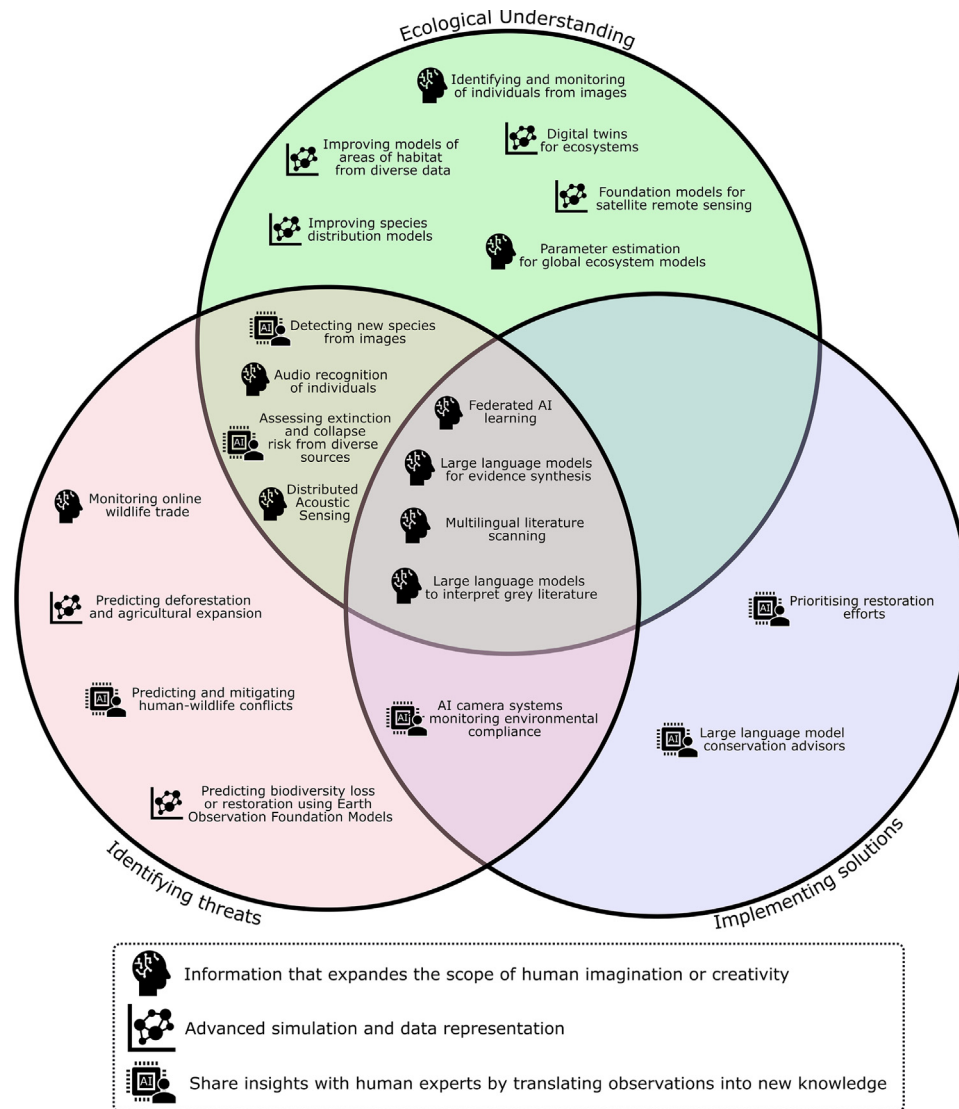 Ecological Understanding
Identifying and monitoring
of individuals from images
Digital twins
for ecosystems
Improving models of
areas of habitat
from diverse data
Foundation models for
satellite remote sensing
Improving species
distribution models
Parameter estimation
for global ecosystem models
Detecting new species
from images
Audio recognition
of individuals
Assessing extinction
and collapse
risk from diverse
sources
Distributed
Acoustic
Sensing
Federated AI
learning
Large language models
for evidence synthesis
Multilingual literature
scanning
Large language models
to interpret grey literature
Monitoring online
wildlife trade
Predicting deforestation
and agricultural expansion
Predicting and mitigating
human-wildlife conflicts
Predicting biodiversity loss
or restoration using Earth
Observation Foundation Models
AI camera systems
monitoring environmental
compliance
Prioritising restoration
efforts
Large language model
conservation advisors
Identifying threats
Implementing solutions
Information that expandes the scope of human imagination or creativity
Advanced simulation and data representation
AI
Share insights with human experts by translating observations into new knowledge